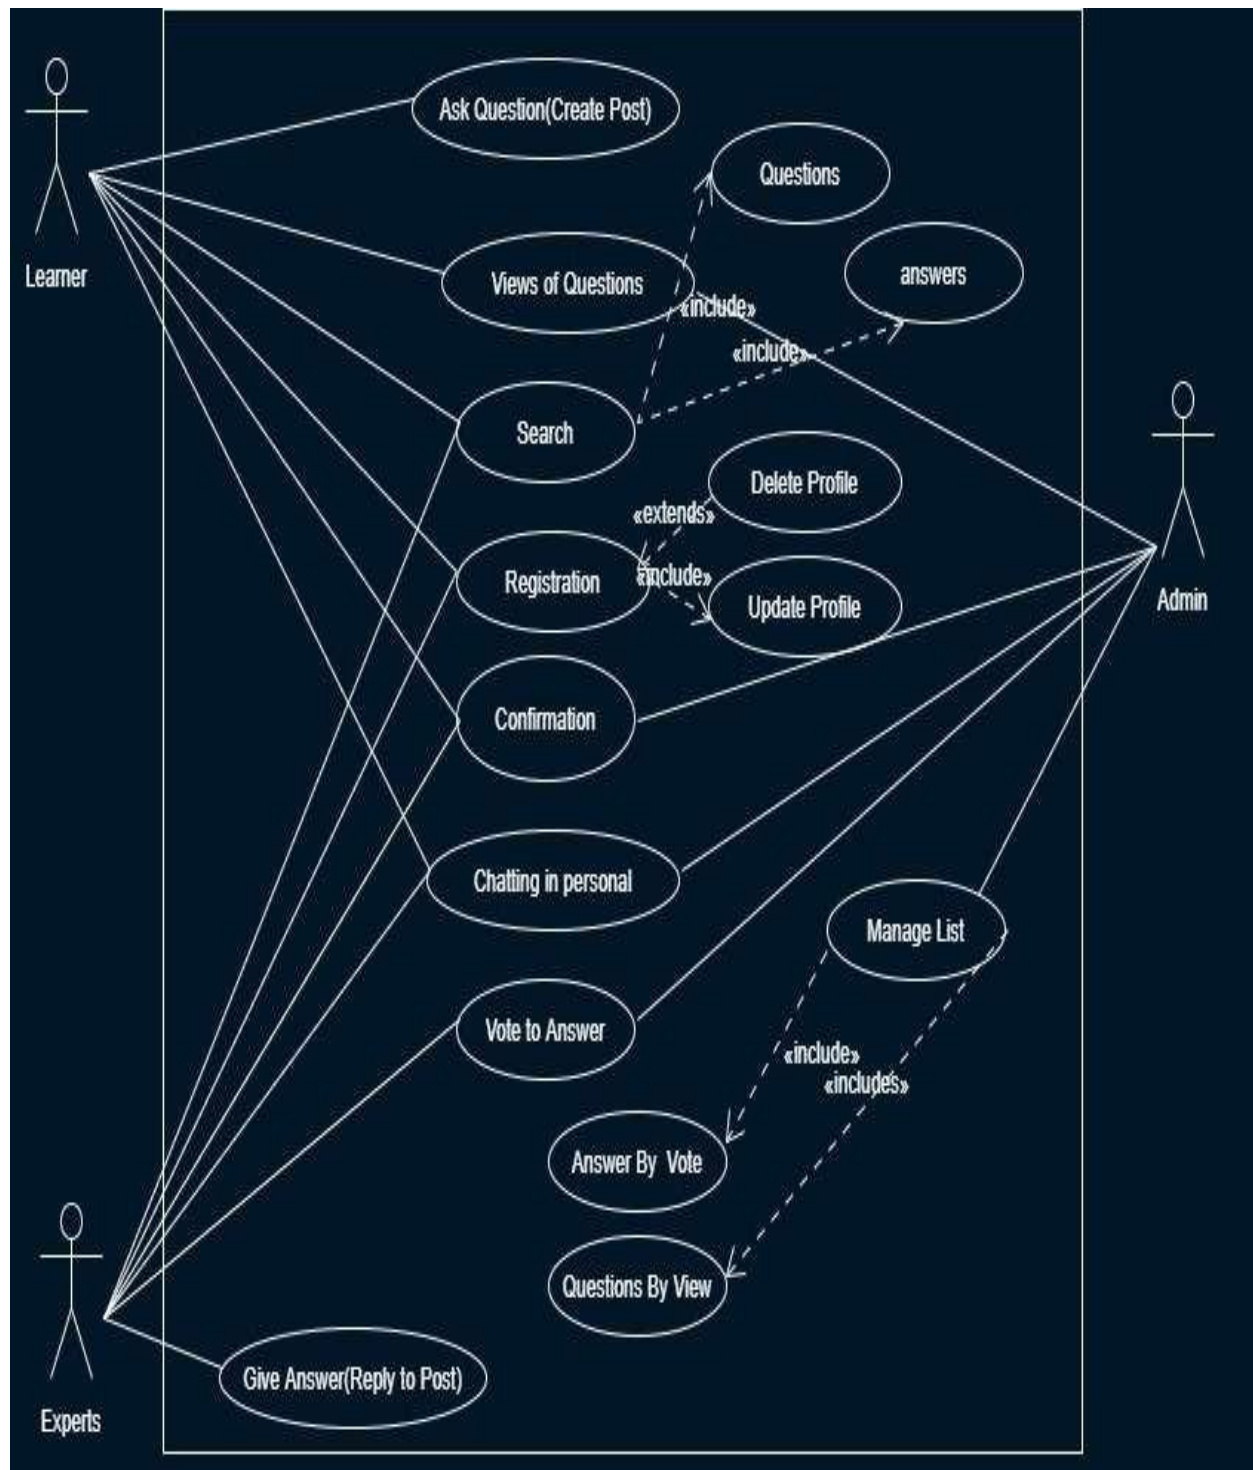 Ask Question(Create Post)
Questions
Learner
Views of Questions
answers
«include»
«include»
Search
Delete Profile
«extends»
Registration
«include»
Update Profile
Admin
Confirmation
Chatting in personal
Manage List
Vote to Answer
«include»
«includes»
Answer By Vote
Questions By View
Give Answer(Reply to Post)
Experts